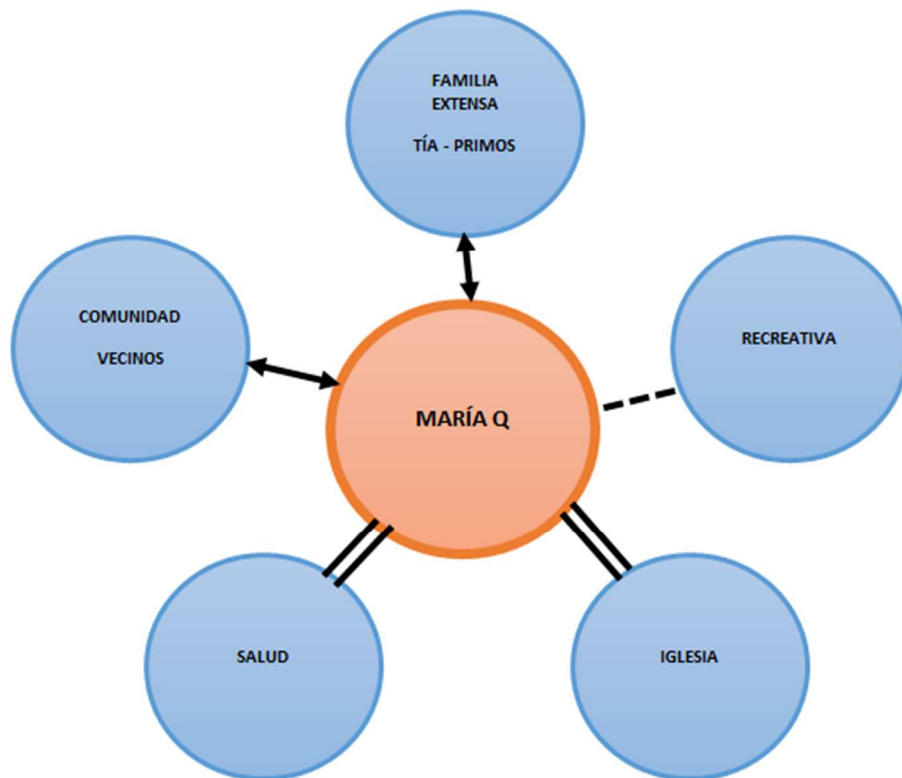 FAMILIA
EXTENSA
TÍA - PRIMOS
COMUNIDAD
VECINOS
RECREATIVA
MARÍA Q
SALUD
IGLESIA